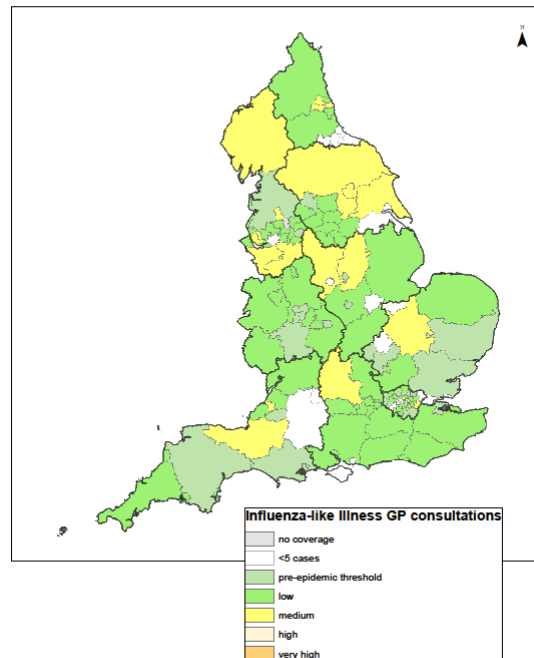 N
Influenza-like Illness GP consultations
no coverage
<5 cases
pre-epidemic threshold
low
medium
high
very high